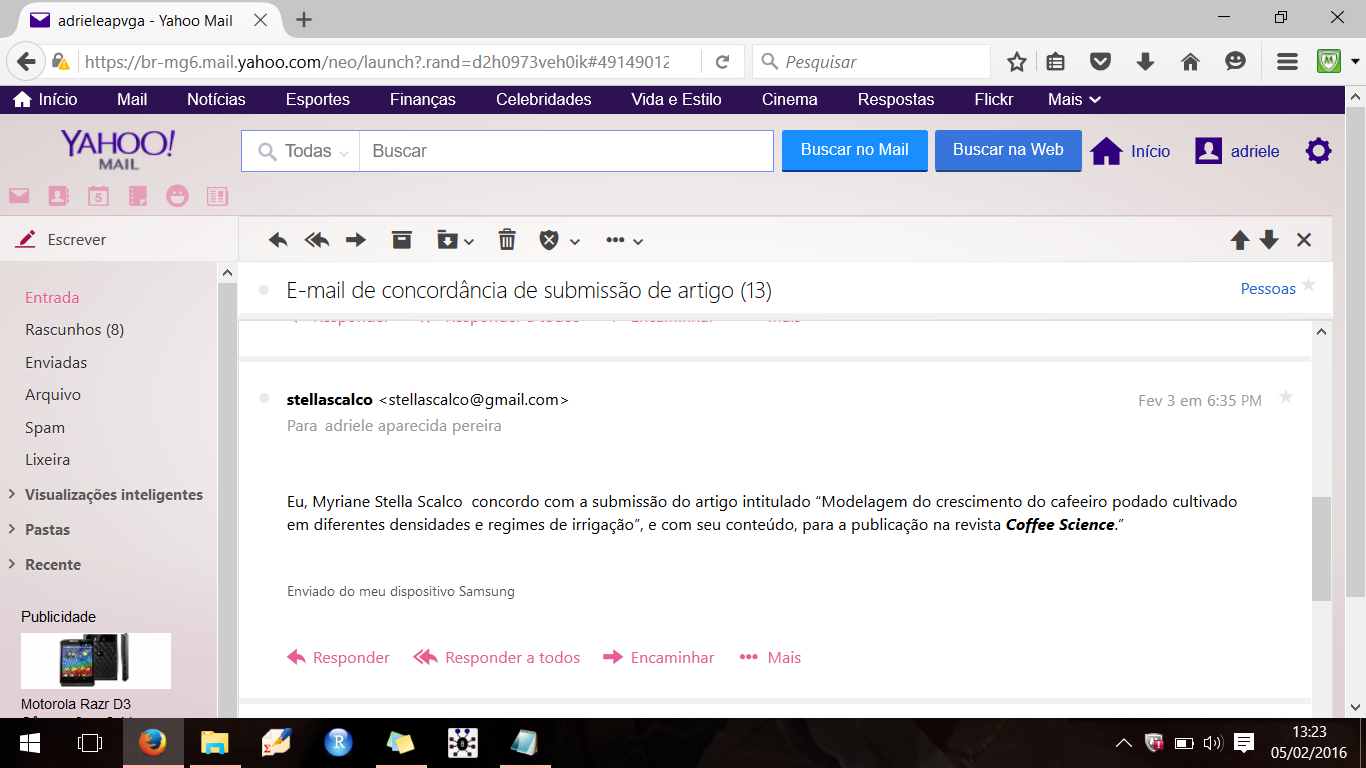 adrieleapvga - Yahoo Mail
https://br-mg6.mail.yahoo.com/neo/launch?.rand=d2h0973veh0ik#49149012
Pesquisar
Início Mail Notícias Esportes Finanças Celebridades Vida e Estilo Cinema Respostas Flickr Mais
YAHOO!
MAIL
Todas Buscar Buscar no Mail Buscar na Web Início adriele
5
Escrever
E-mail de concordância de submissão de artigo (13) Pessoas
Responder Responder a todos Encaminhar Mais
Entrada
Rascunhos (8)
Enviadas
Arquivo
Spam
Lixeira
Visualizações inteligentes
Pastas
Recente
Publicidade
Motorola Razr D3
stellascalco <stellascalco@gmail.com> Fev 3 em 6:35 PM
Para adriele aparecida pereira
Eu, Myriane Stella Scalco  concordo com a submissão do artigo intitulado “Modelagem do crescimento do cafeeiro podado cultivado
em diferentes densidades e regimes de irrigação”, e com seu conteúdo, para a publicação na revista Coffee Science.”
Enviado do meu dispositivo Samsung
Responder Responder a todos Encaminhar Mais
13:23
05/02/2016